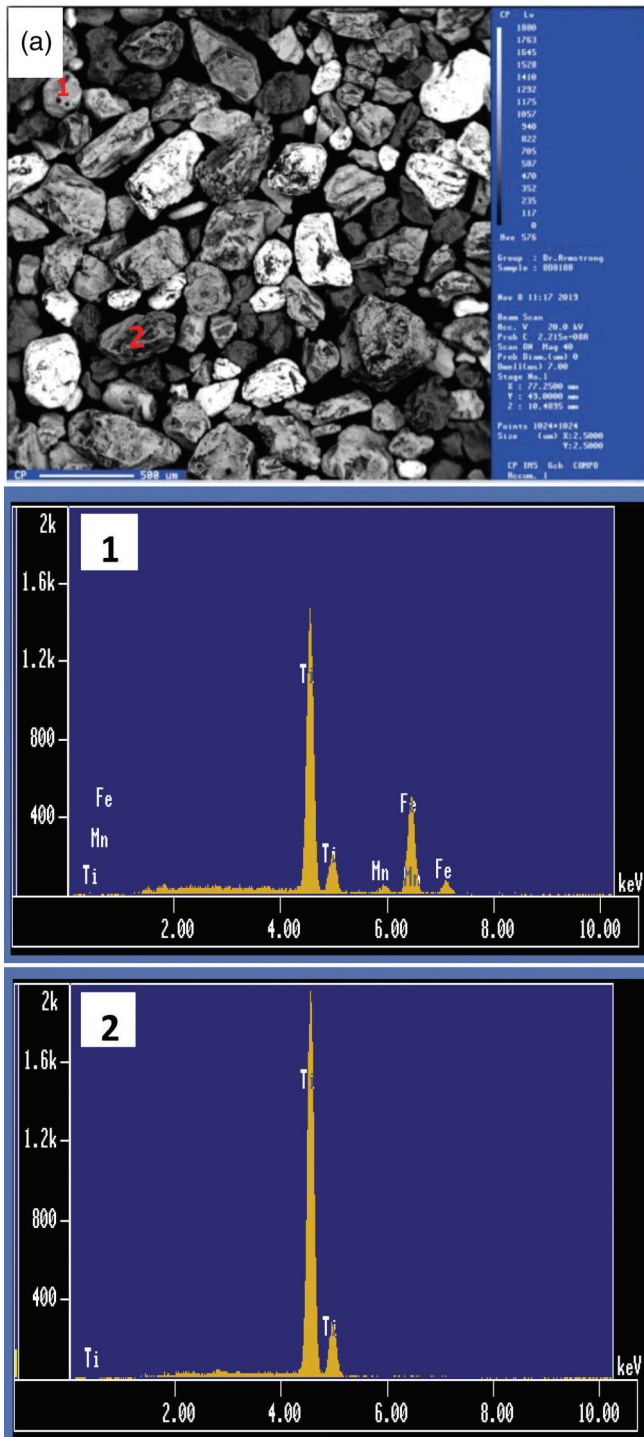 (a)
1
2
CP Lv
1880
1763
1645
1528
1410
1292
1175
1057
940
822
705
587
470
352
235
117
0
Ave 576
Group : Dr.Armstrong
Sample : 808188
Nov 8 11:17 2019
Beam Scan
Acc. V 20.0 kV
Prob C 2.215e-08A
Scan ON Mag 40
Prob Diam.(um) 0
Dwell(ms) 7.00
Stage No.1
X : 77.2500 mm
Y : 49.0000 mm
Z : 10.4895 mm
Points 1024*1024
Size (um) X:2.5000
Y:2.5000
CP IMS 6ch COMPO
Accum. 1
CP 500 um
1
2k
1.6k
1.2k
800
400
Ti
Ti
Fe
Mn
Ti
Mn
Fe
Mn
Fe
keV
2.00 4.00 6.00 8.00 10.00
2
2k
1.6k
1.2k
800
400
Ti
Ti
Ti
keV
2.00 4.00 6.00 8.00 10.00